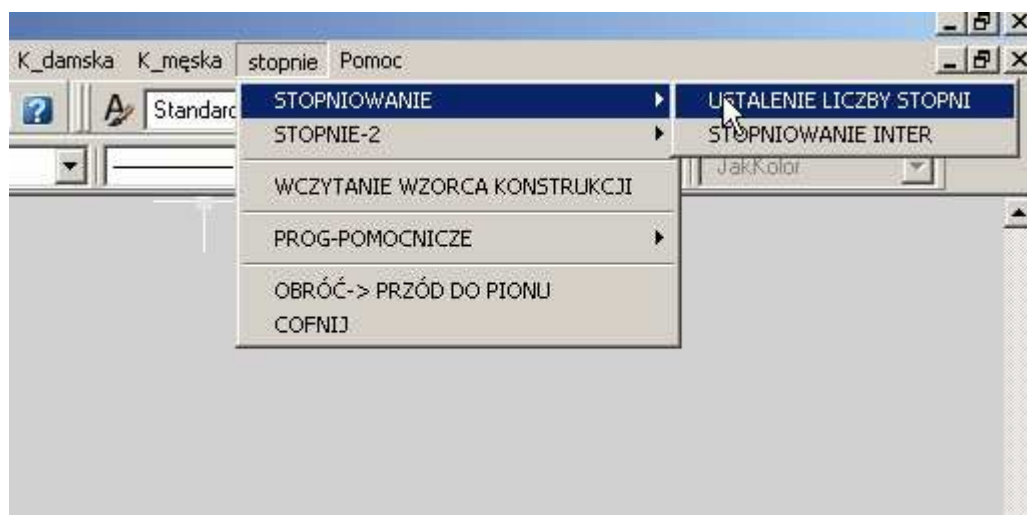 K_damska K_męska stopnie Pomoc
Standard
STOPNIOWANIE
STOPNIE-2
WCZYTANIE WZORCA KONSTRUKCJI
PROG-POMOCNICZE
OBRÓĆ-> PRZÓD DO PIONU
COFNIJ
USTALENIE LICZBY STOPNI
STOPNIOWANIE INTER
JakKolor